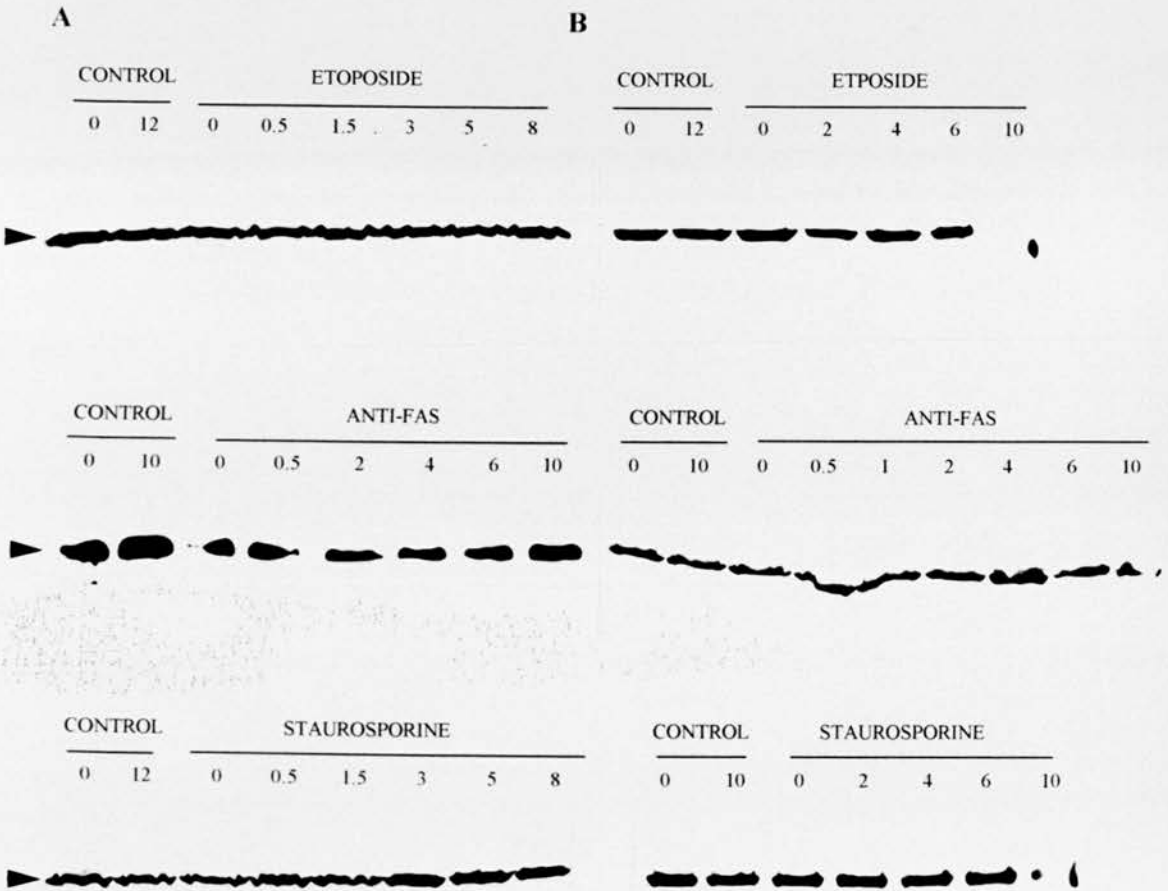 A B
CONTROL ETOPOSIDE CONTROL ETPOSIDE
0 12 0 0.5 1.5 3 5 8 0 12 0 2 4 6 10
CONTROL ANTI-FAS CONTROL ANTI-FAS
0 10 0 0.5 2 4 6 10 0 10 0 0.5 1 2 4 6 10
CONTROL STAUROSPORINE CONTROL STAUROSPORINE
0 12 0 0.5 1.5 3 5 8 0 10 0 2 4 6 10